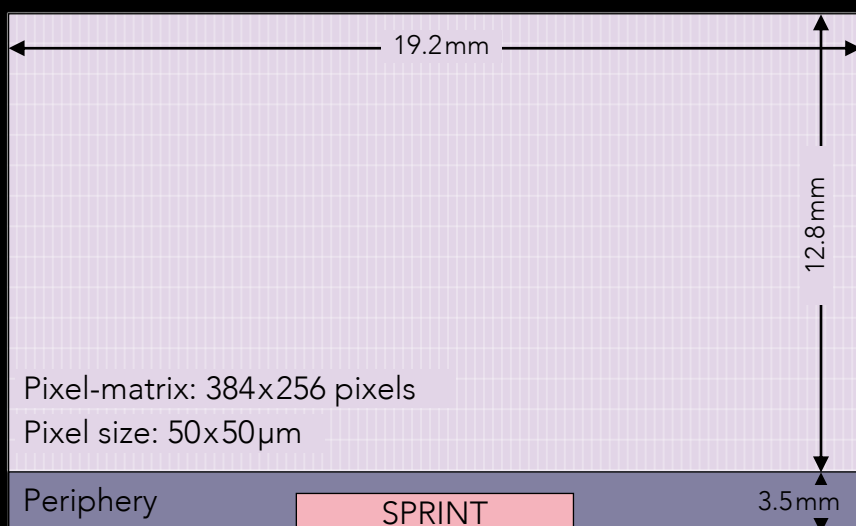 19.2mm
12.8mm
Pixel-matrix: 384x256 pixels
Pixel size: 50x50µm
Periphery
SPRINT
3.5mm